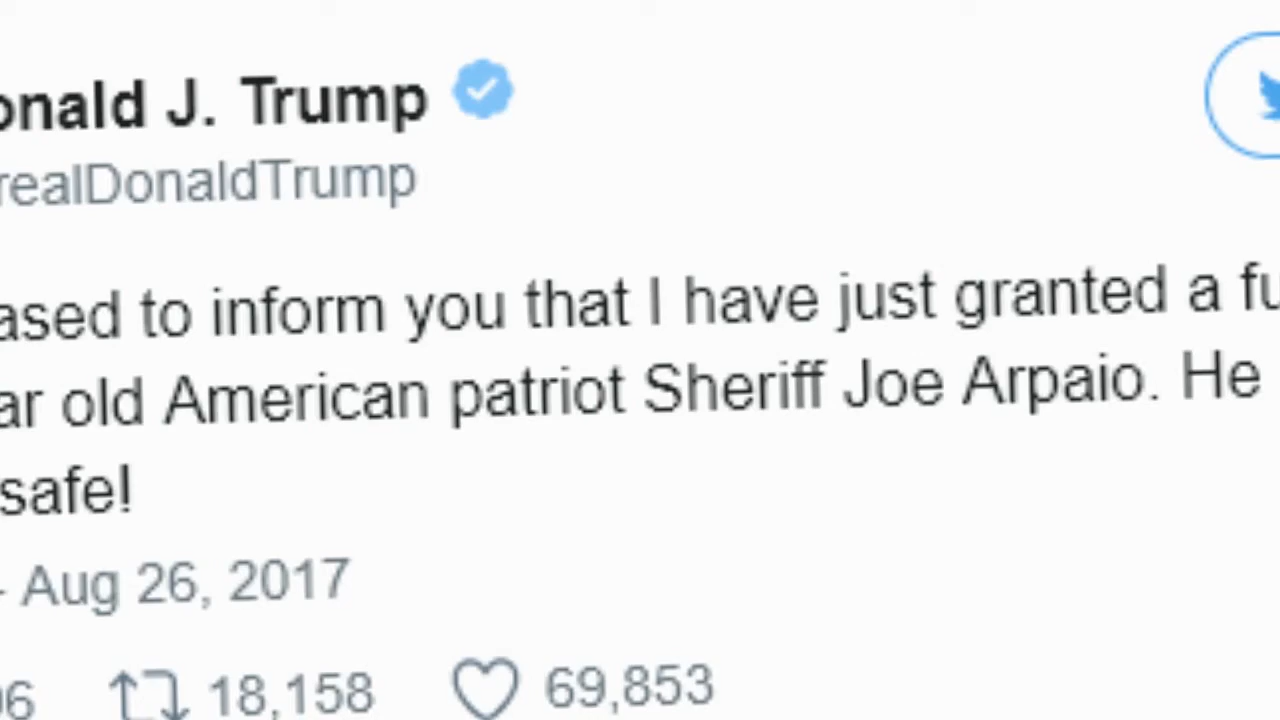 onald J. Trump
realDonaldTrump
ased to inform you that I have just granted a fu
ar old American patriot Sheriff Joe Arpaio. He
safe!
- Aug 26, 2017
96 18,158 69,853